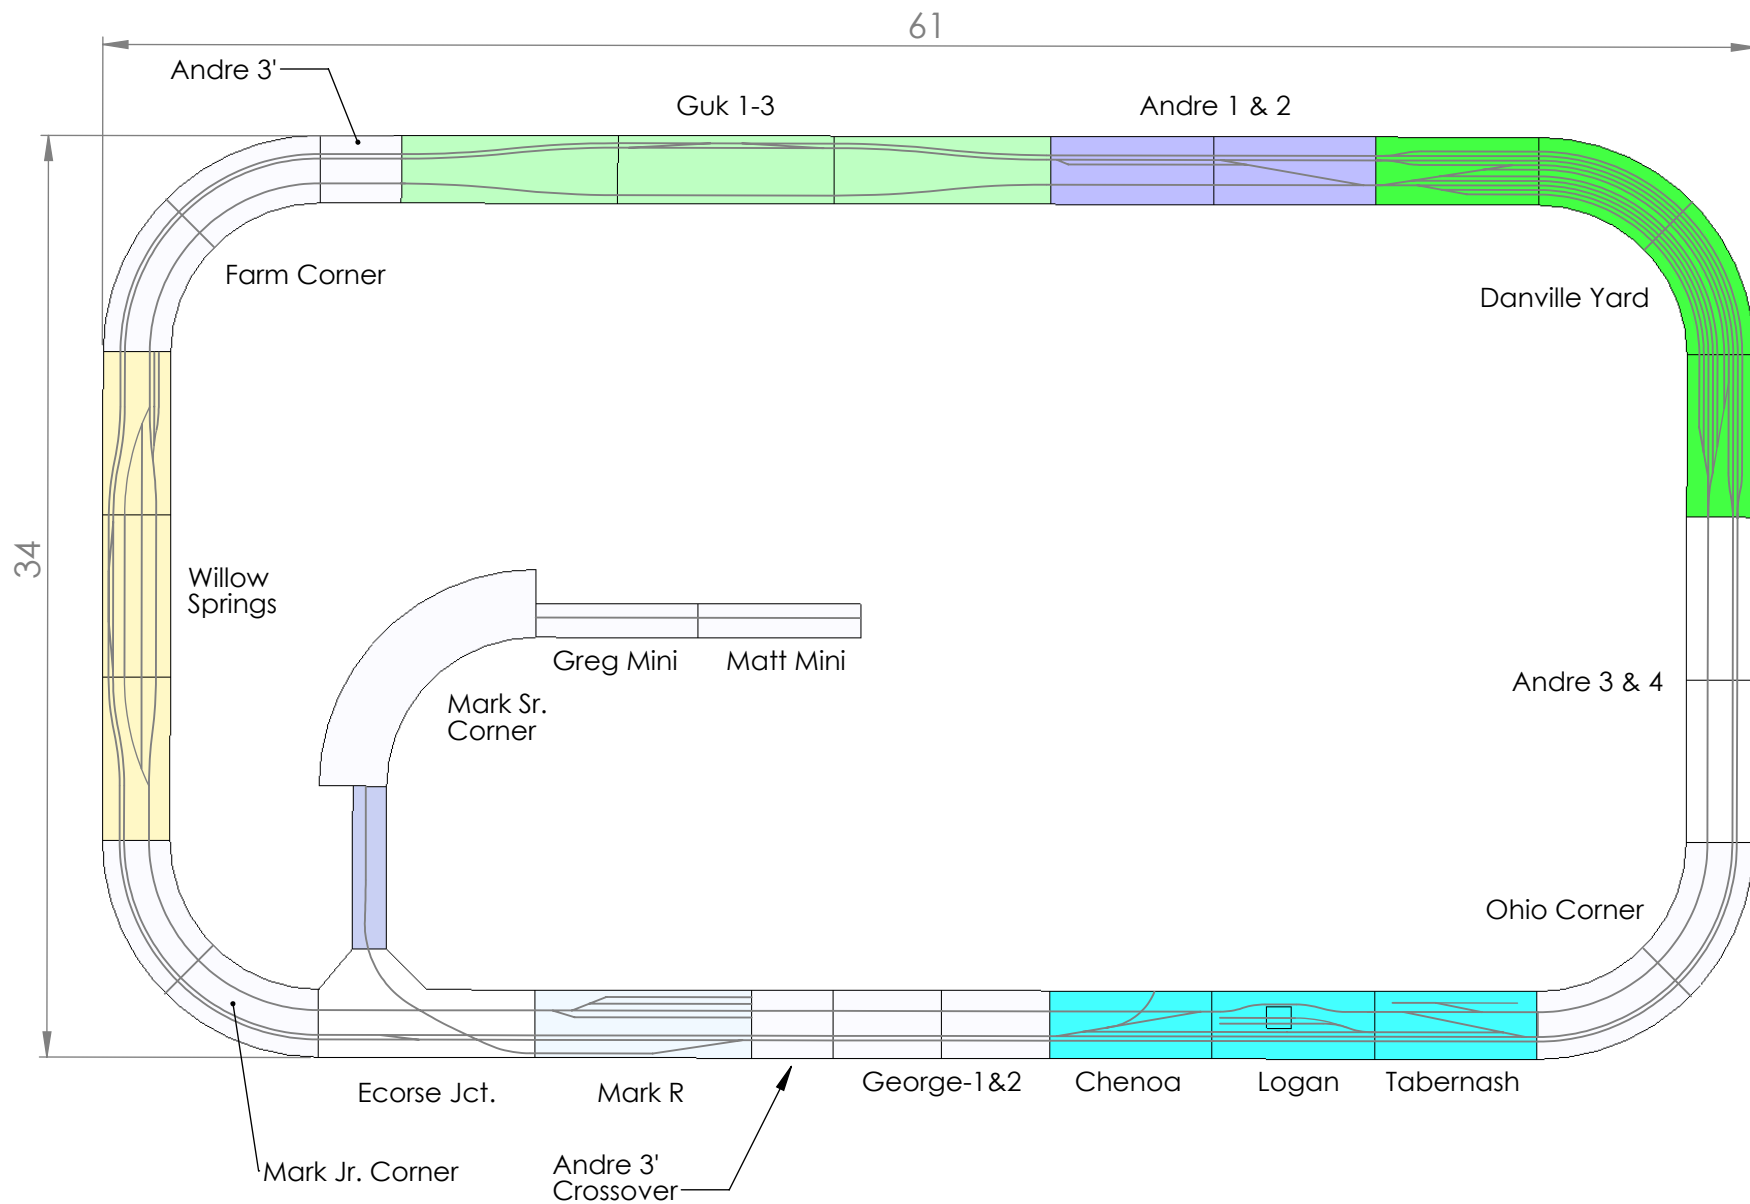 61
Andre 3'
Guk 1-3
Andre 1 & 2
Farm Corner
Danville Yard
34
Willow
Springs
Greg Mini
Matt Mini
Mark Sr.
Corner
Andre 3 & 4
Ohio Corner
Ecorse Jct.
Mark R
George-1&2
Chenoa
Logan
Tabernash
Mark Jr. Corner
Andre 3'
Crossover